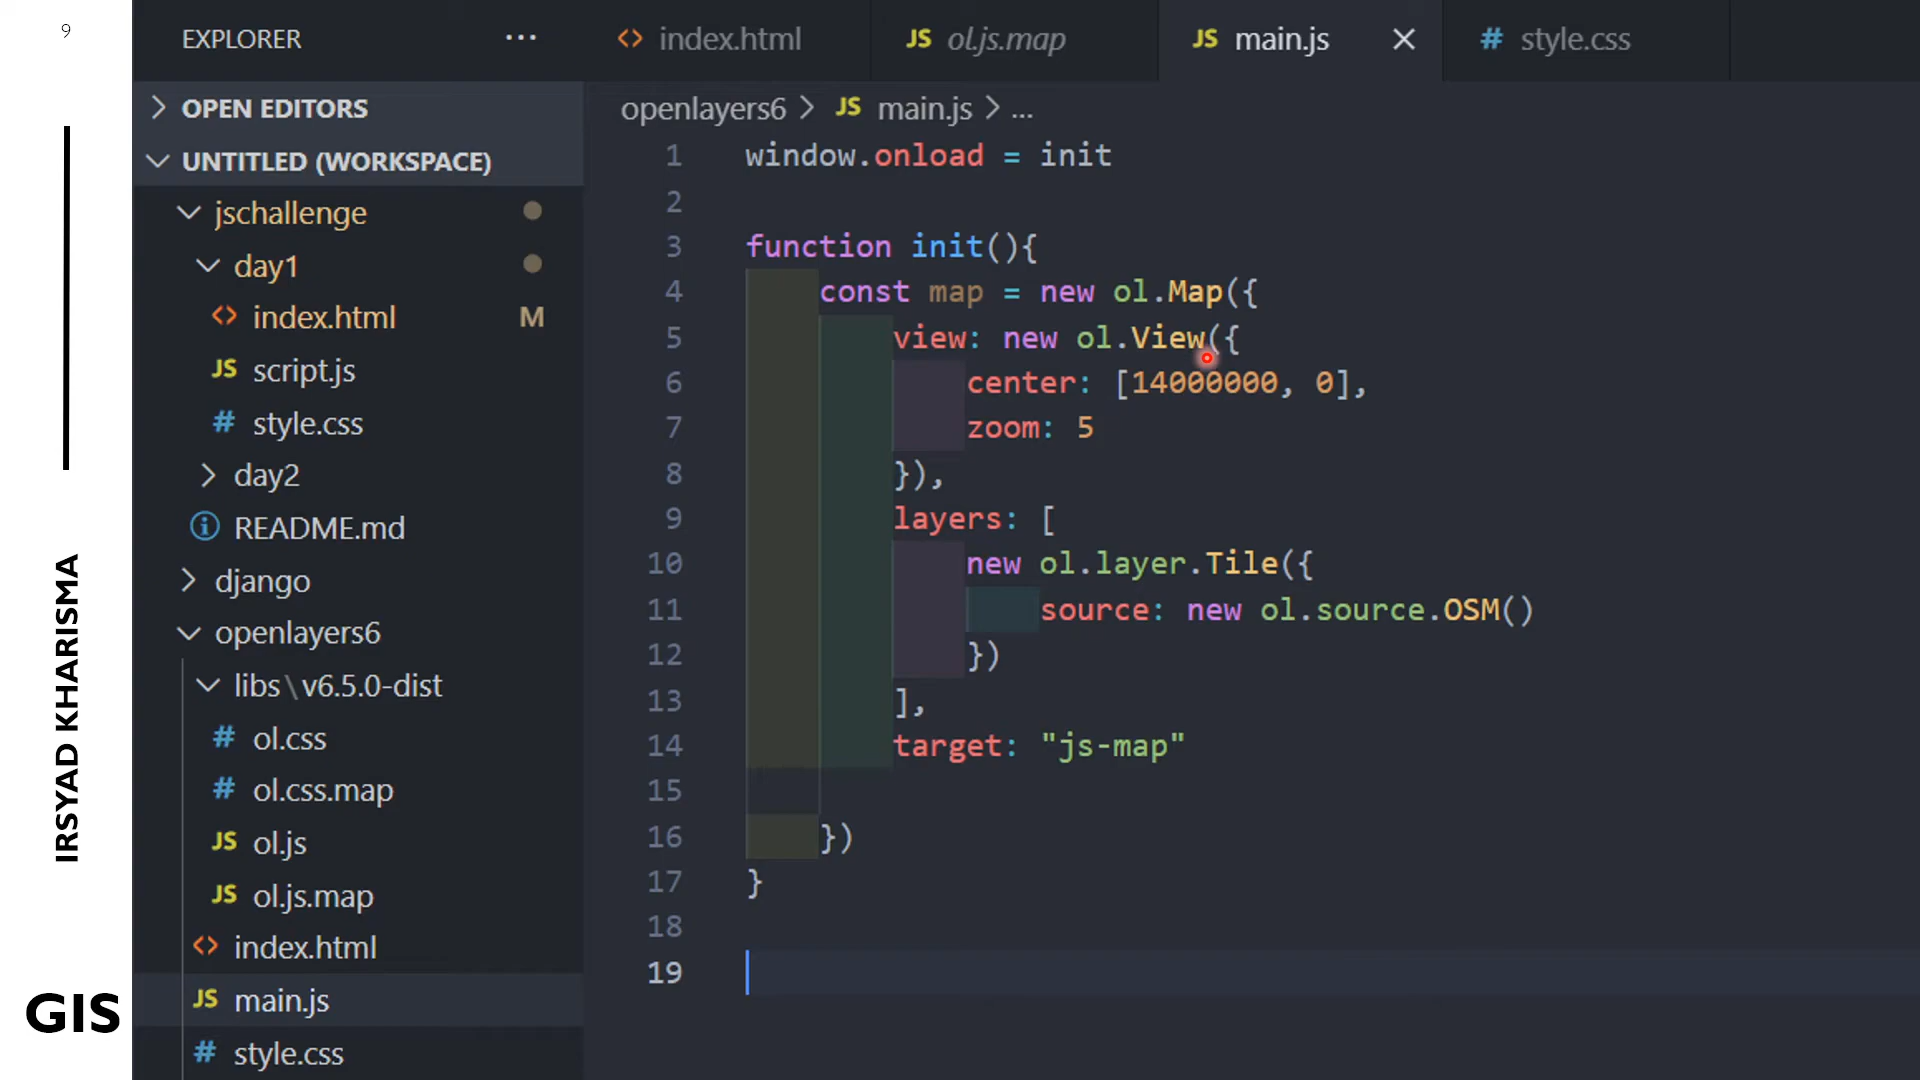 9
IRSYAD KHARISMA
GIS
EXPLORER ...
OPEN EDITORS
UNTITLED (WORKSPACE)
jschallenge
day1
<> index.html M
JS script.js
# style.css
day2
README.md
django
openlayers6
libs\v6.5.0-dist
# ol.css
# ol.css.map
JS ol.js
JS ol.js.map
<> index.html
JS main.js
# style.css
<> index.html JS ol.js.map JS main.js # style.css
openlayers6 > JS main.js > ...
1 window.onload = init
2
3 function init(){
4 const map = new ol.Map({
5 view: new ol.View({
6 center: [14000000, 0],
7 zoom: 5
8 }),
9 layers: [
10 new ol.layer.Tile({
11 source: new ol.source.OSM()
12 })
13 ],
14 target: "js-map"
15
16 })
17 }
18
19